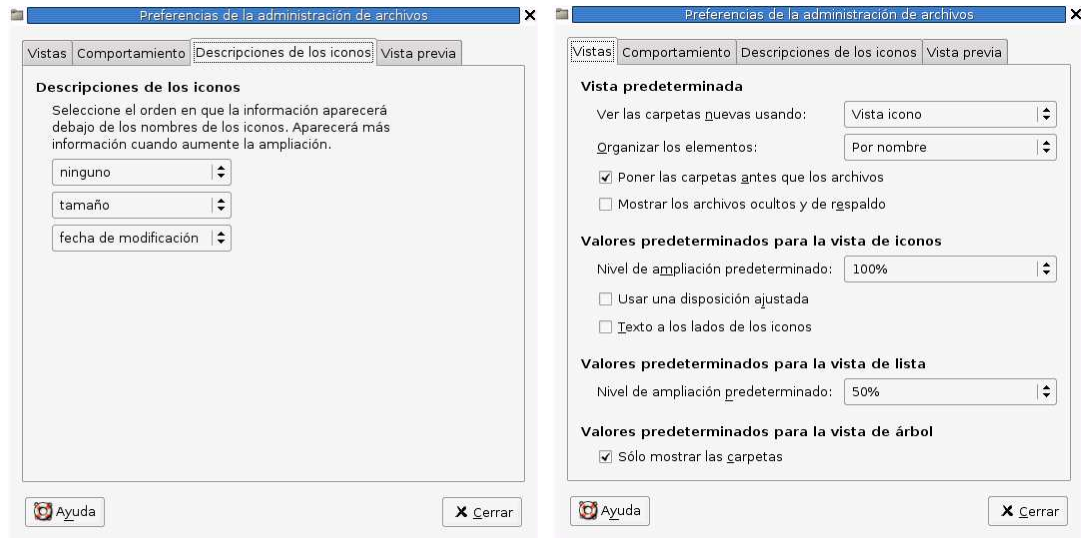 Preferencias de la administración de archivos
Vistas
Comportamiento
Descripciones de los iconos
Vista previa
Descripciones de los iconos
Seleccione el orden en que la información aparecerá
debajo de los nombres de los iconos. Aparecerá más
información cuando aumente la ampliación.
ninguno
tamaño
fecha de modificación
Ayuda
Cerrar
Preferencias de la administración de archivos
Vistas
Comportamiento
Descripciones de los iconos
Vista previa
Vista predeterminada
Ver las carpetas nuevas usando: Vista icono
Organizar los elementos: Por nombre
Poner las carpetas antes que los archivos
Mostrar los archivos ocultos y de respaldo
Valores predeterminados para la vista de iconos
Nivel de ampliación predeterminado: 100%
Usar una disposición ajustada
Texto a los lados de los iconos
Valores predeterminados para la vista de lista
Nivel de ampliación predeterminado: 50%
Valores predeterminados para la vista de árbol
Sólo mostrar las carpetas
Ayuda
Cerrar